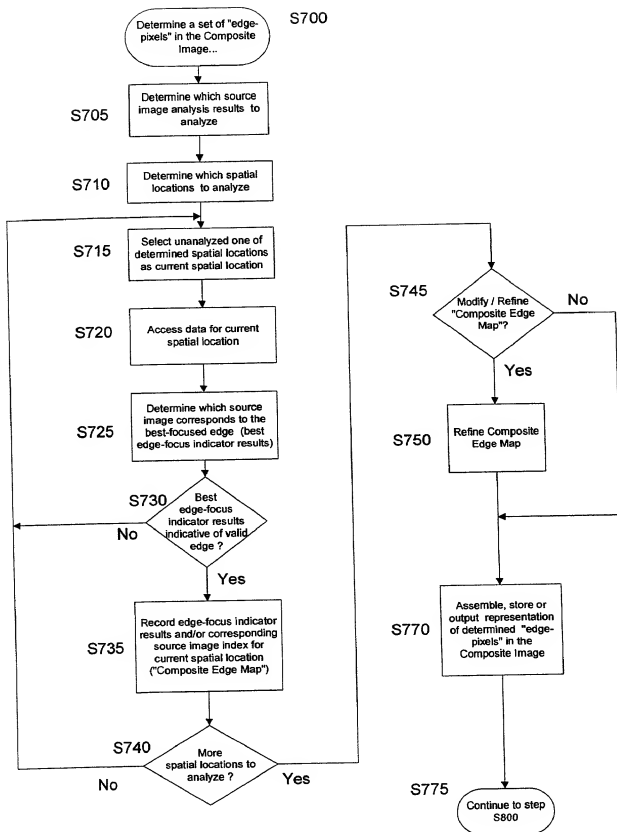 S700
Determine a set of "edge-
pixels" in the Composite
Image...
S705
Determine which source
image analysis results to
analyze
S710
Determine which spatial
locations to analyze
S715
Select unanalyzed one of
determined spatial locations
as current spatial location
S720
Access data for current
spatial location
S725
Determine which source
image corresponds to the
best-focused edge (best
edge-focus indicator results)
S730
Best
edge-focus
indicator results
indicative of valid
edge ?
No
Yes
S735
Record edge-focus indicator
results and/or corresponding
source image index for
current spatial location
("Composite Edge Map")
S740
More
spatial locations to
analyze ?
No
Yes
S745
Modify / Refine
"Composite Edge
Map"?
No
Yes
S750
Refine Composite
Edge Map
S770
Assemble, store or
output representation
of determined "edge-
pixels" in the
Composite Image
S775
Continue to step
S800